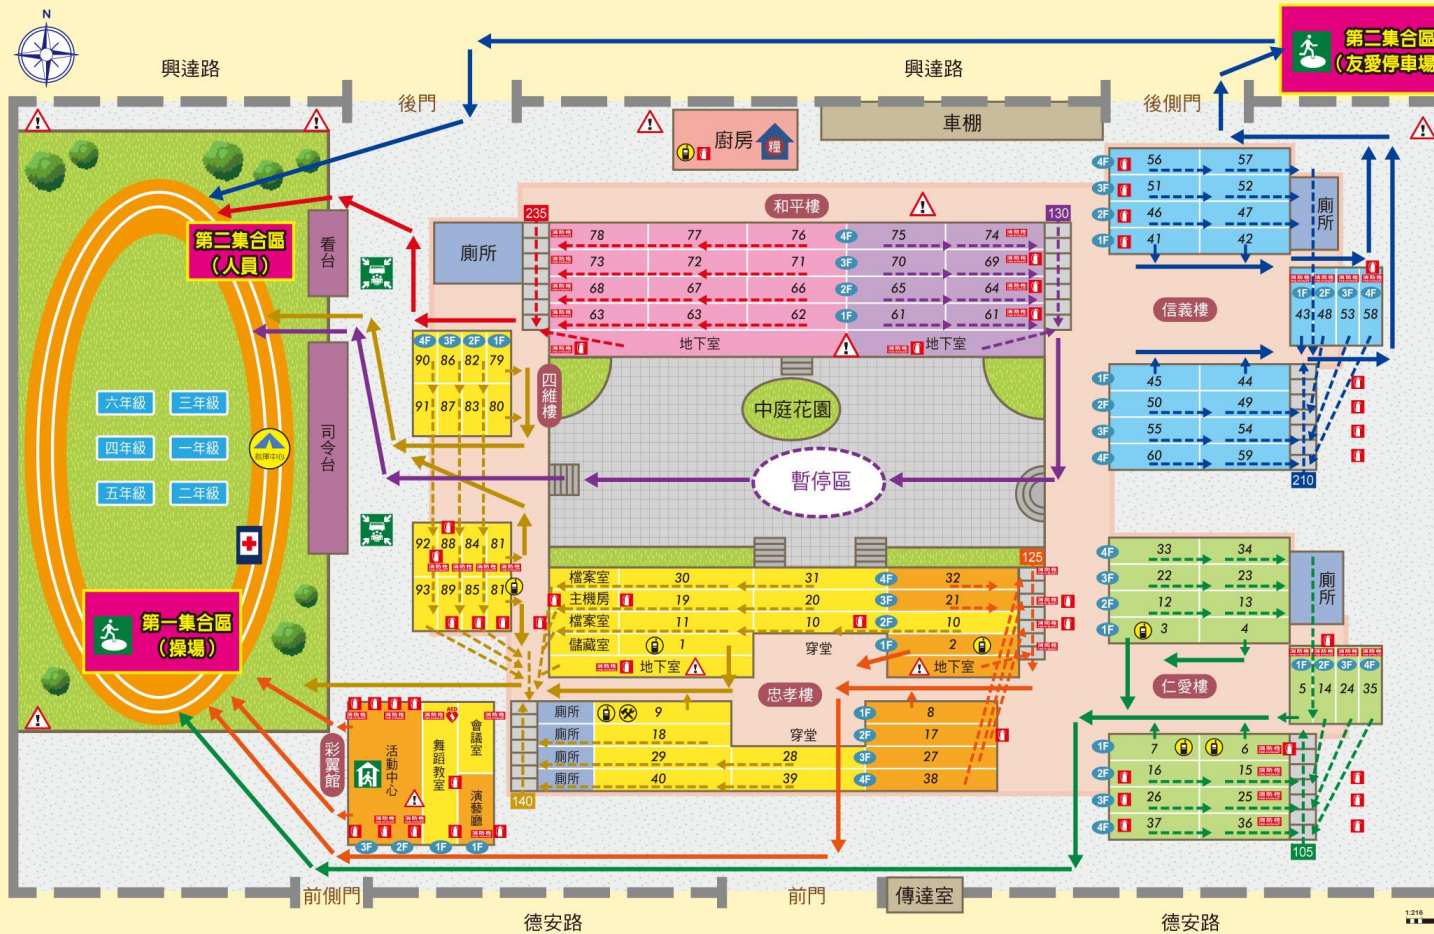 N
興達路
後門
興達路
後側門
第二集合區
(友愛停車場
廚房
糧
車棚
和平樓
235
130
廁所
78 77 76 4F 75 74
73 72 71 3F 70 69
68 67 66 2F 65 64
63 63 62 1F 61 61
地下室
地下室
第二集合區
(人員)
看台
司令台
六年級 三年級
四年級 一年級
五年級 二年級
指揮中心
第一集合區
(操場)
4F 3F 2F 1F
90 86 82 79
91 87 83 80
四維樓
92 88 84 81
93 89 85 81
中庭花園
暫停區
4F 56 57
3F 51 52
2F 46 47
1F 41 42
廁所
信義樓
1F 2F 3F 4F
43 48 53 58
1F 45 44
2F 50 49
3F 55 54
4F 60 59
210
125
檔案室 30 31 4F 32
主機房 19 20 3F 21
檔案室 11 10 2F 10
儲藏室 1 穿堂 1F 2
地下室
地下室
忠孝樓
廁所 9 1F 8
廁所 18 穿堂 2F 17
廁所 29 28 3F 27
廁所 40 39 4F 38
140
4F 33 34
3F 22 23
2F 12 13
1F 3 4
廁所
仁愛樓
1F 2F 3F 4F
5 14 24 35
1F 7 6
2F 16 15
3F 26 25
4F 37 36
105
彩翼館
活動中心
舞蹈教室
AED
會議室
演藝廳
3F 2F 1F 1F
前側門
前門
傳達室
德安路
德安路
1:216